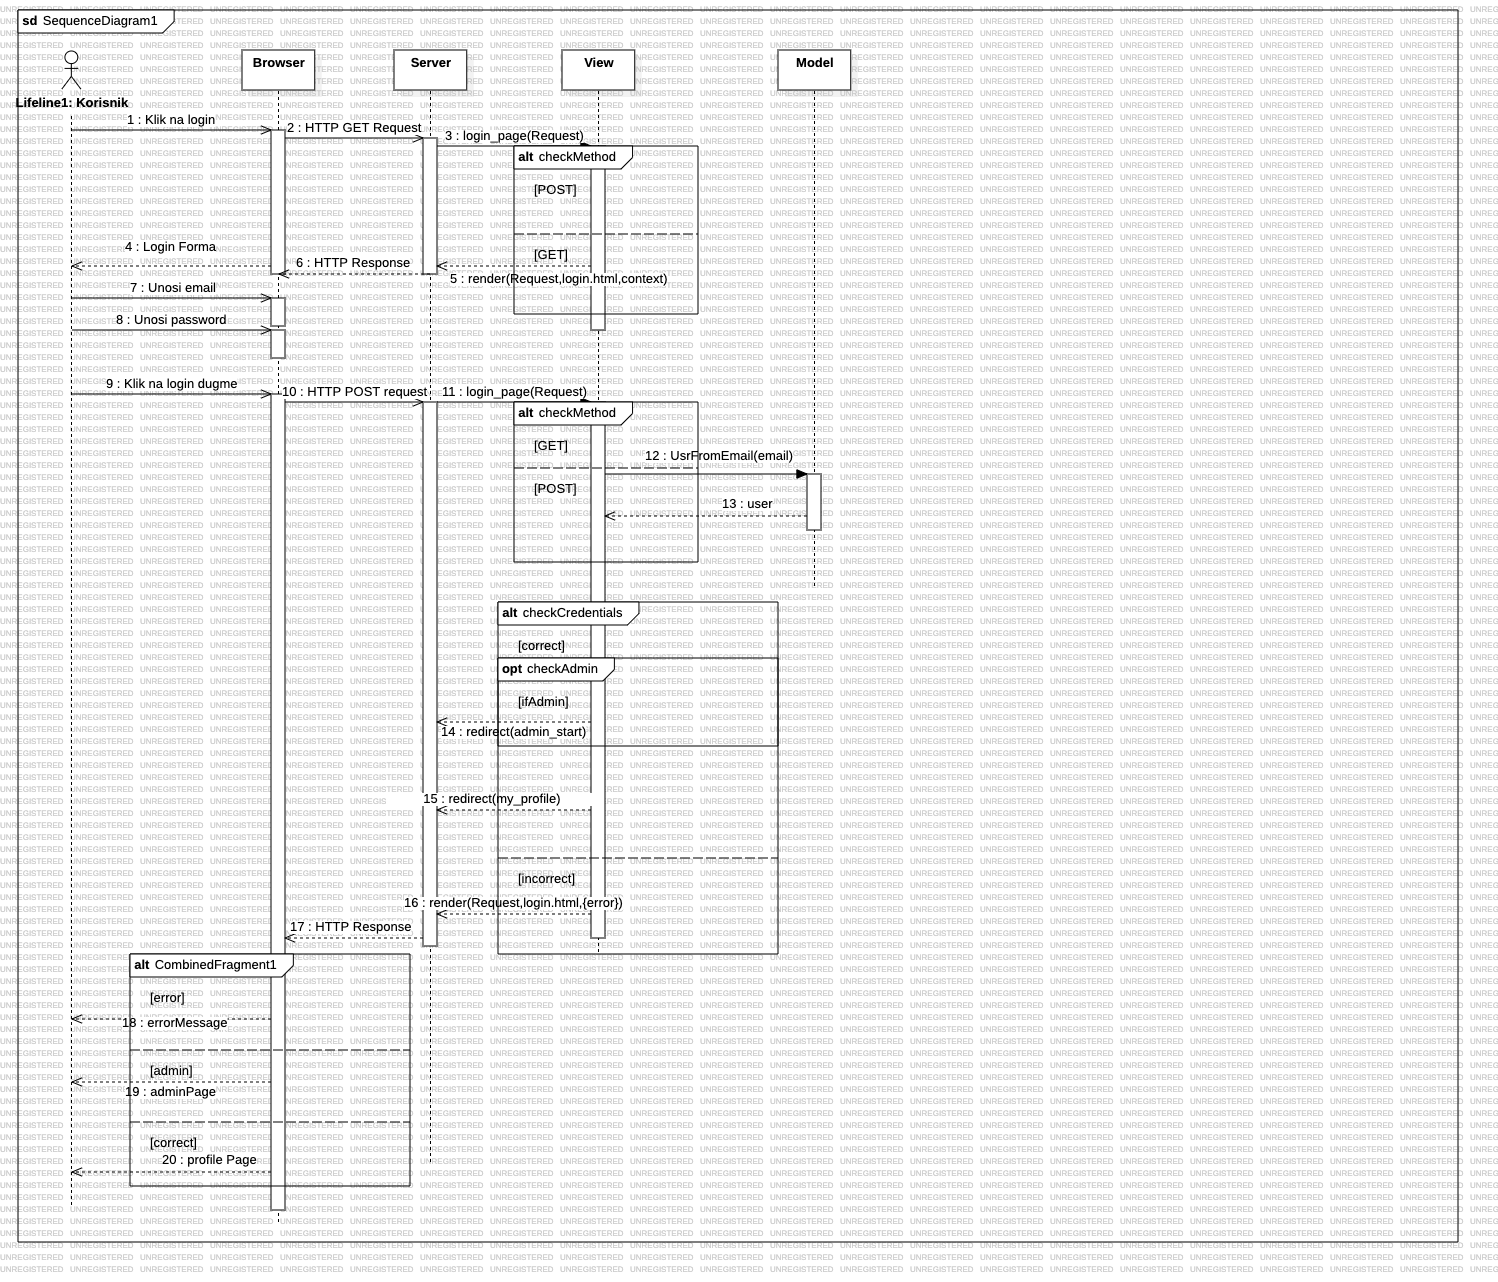 sd SequenceDiagram1
Browser
Server
View
Model
Lifeline1: Korisnik
1 : Klik na login
2 : HTTP GET Request
3 : login_page(Request)
alt checkMethod
[POST]
4 : Login Forma
[GET]
6 : HTTP Response
5 : render(Request,login.html,context)
7 : Unosi email
8 : Unosi password
9 : Klik na login dugme
10 : HTTP POST request
11 : login_page(Request)
alt checkMethod
[GET]
12 : UsrFromEmail(email)
[POST]
13 : user
alt checkCredentials
[correct]
opt checkAdmin
[ifAdmin]
14 : redirect(admin_start)
15 : redirect(my_profile)
[incorrect]
16 : render(Request,login.html,{error})
17 : HTTP Response
alt CombinedFragment1
[error]
18 : errorMessage
[admin]
19 : adminPage
[correct]
20 : profile Page
UNREGISTERED